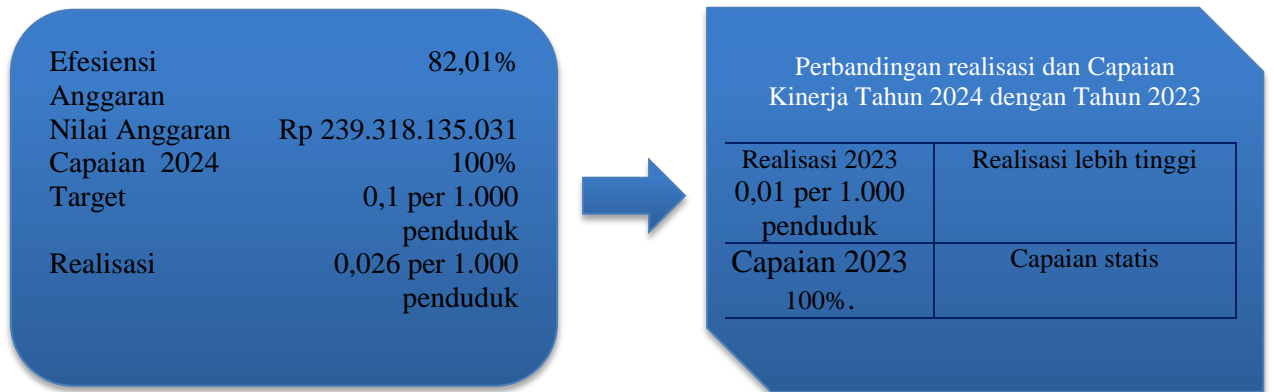 Efesiensi 82,01%
Anggaran
Nilai Anggaran Rp 239.318.135.031
Capaian 2024 100%
Target 0,1 per 1.000
penduduk
Realisasi 0,026 per 1.000
penduduk
Perbandingan realisasi dan Capaian
Kinerja Tahun 2024 dengan Tahun 2023
Realisasi 2023 Realisasi lebih tinggi
0,01 per 1.000
penduduk
Capaian 2023 Capaian statis
100%.